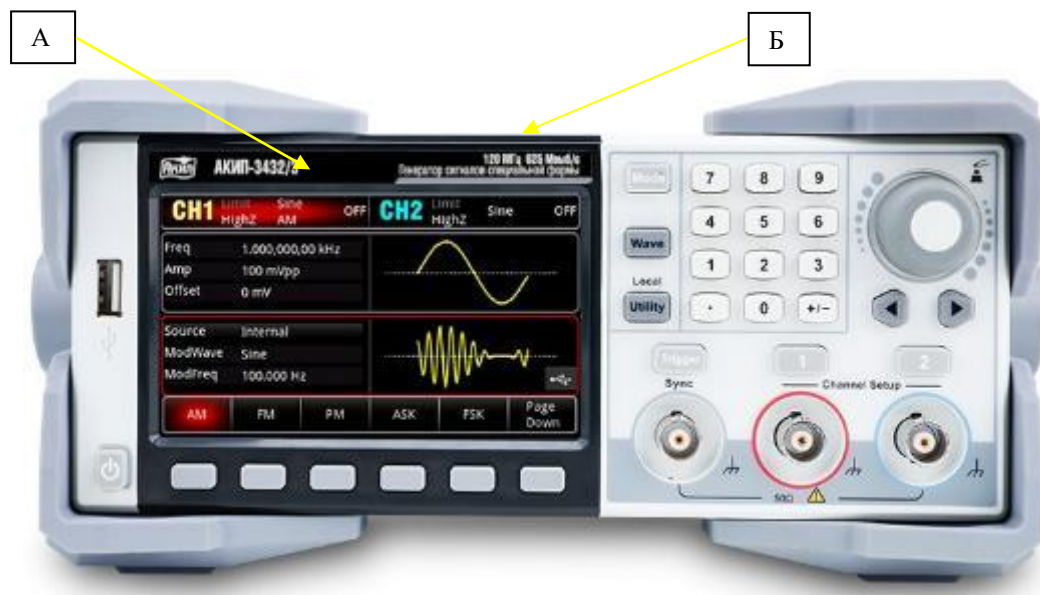 А
Б
АКИП
АКИП-3432/3
120 МГц 625 Мвыб/с
Генератор сигналов специальной формы
CH1 Limit Sine OFF
HighZ AM
CH2 Limit Sine OFF
HighZ
Freq 1.000,000,00 kHz
Amp 100 mVpp
Offset 0 mV
Source Internal
ModWave Sine
ModFreq 100.000 Hz
AM FM PM ASK FSK Page Down
Mode
Wave
Local
Utility
7 8 9
4 5 6
1 2 3
. 0 +/-
Trigger 1 2
Sync
Channel Setup
50Ω